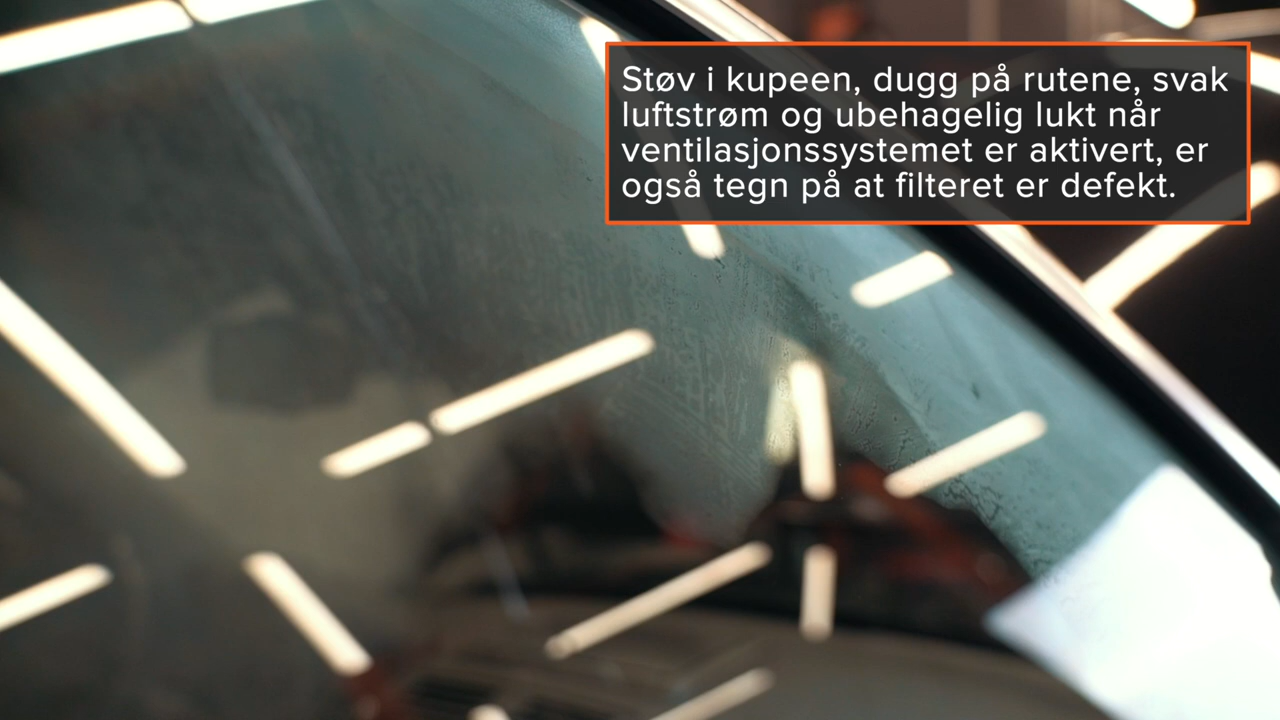 Støv i kupeen, dugg på rutene, svak
luftstrøm og ubehagelig lukt når
ventilasjonssystemet er aktivert, er
også tegn på at filteret er defekt.